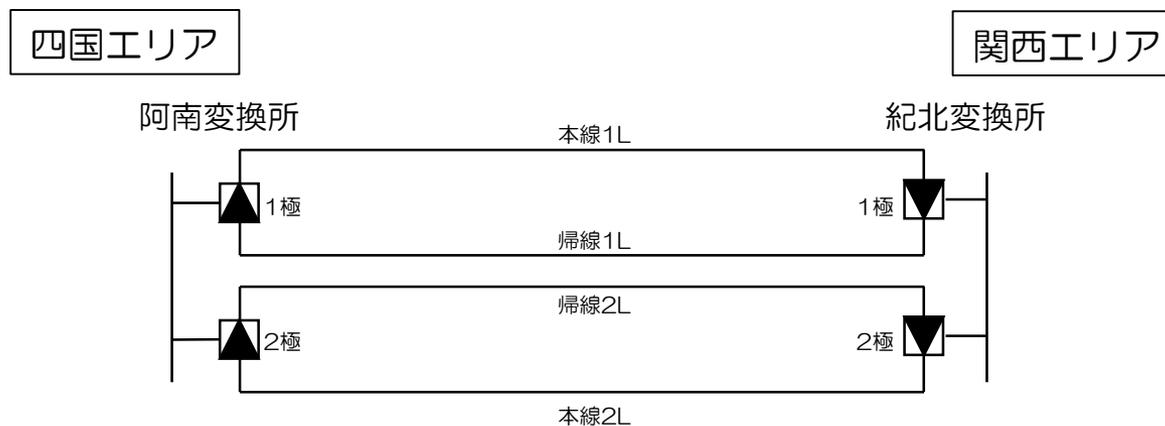 四国エリア
関西エリア
阿南変換所
紀北変換所
本線1L
1極
1極
帰線1L
帰線2L
2極
2極
本線2L